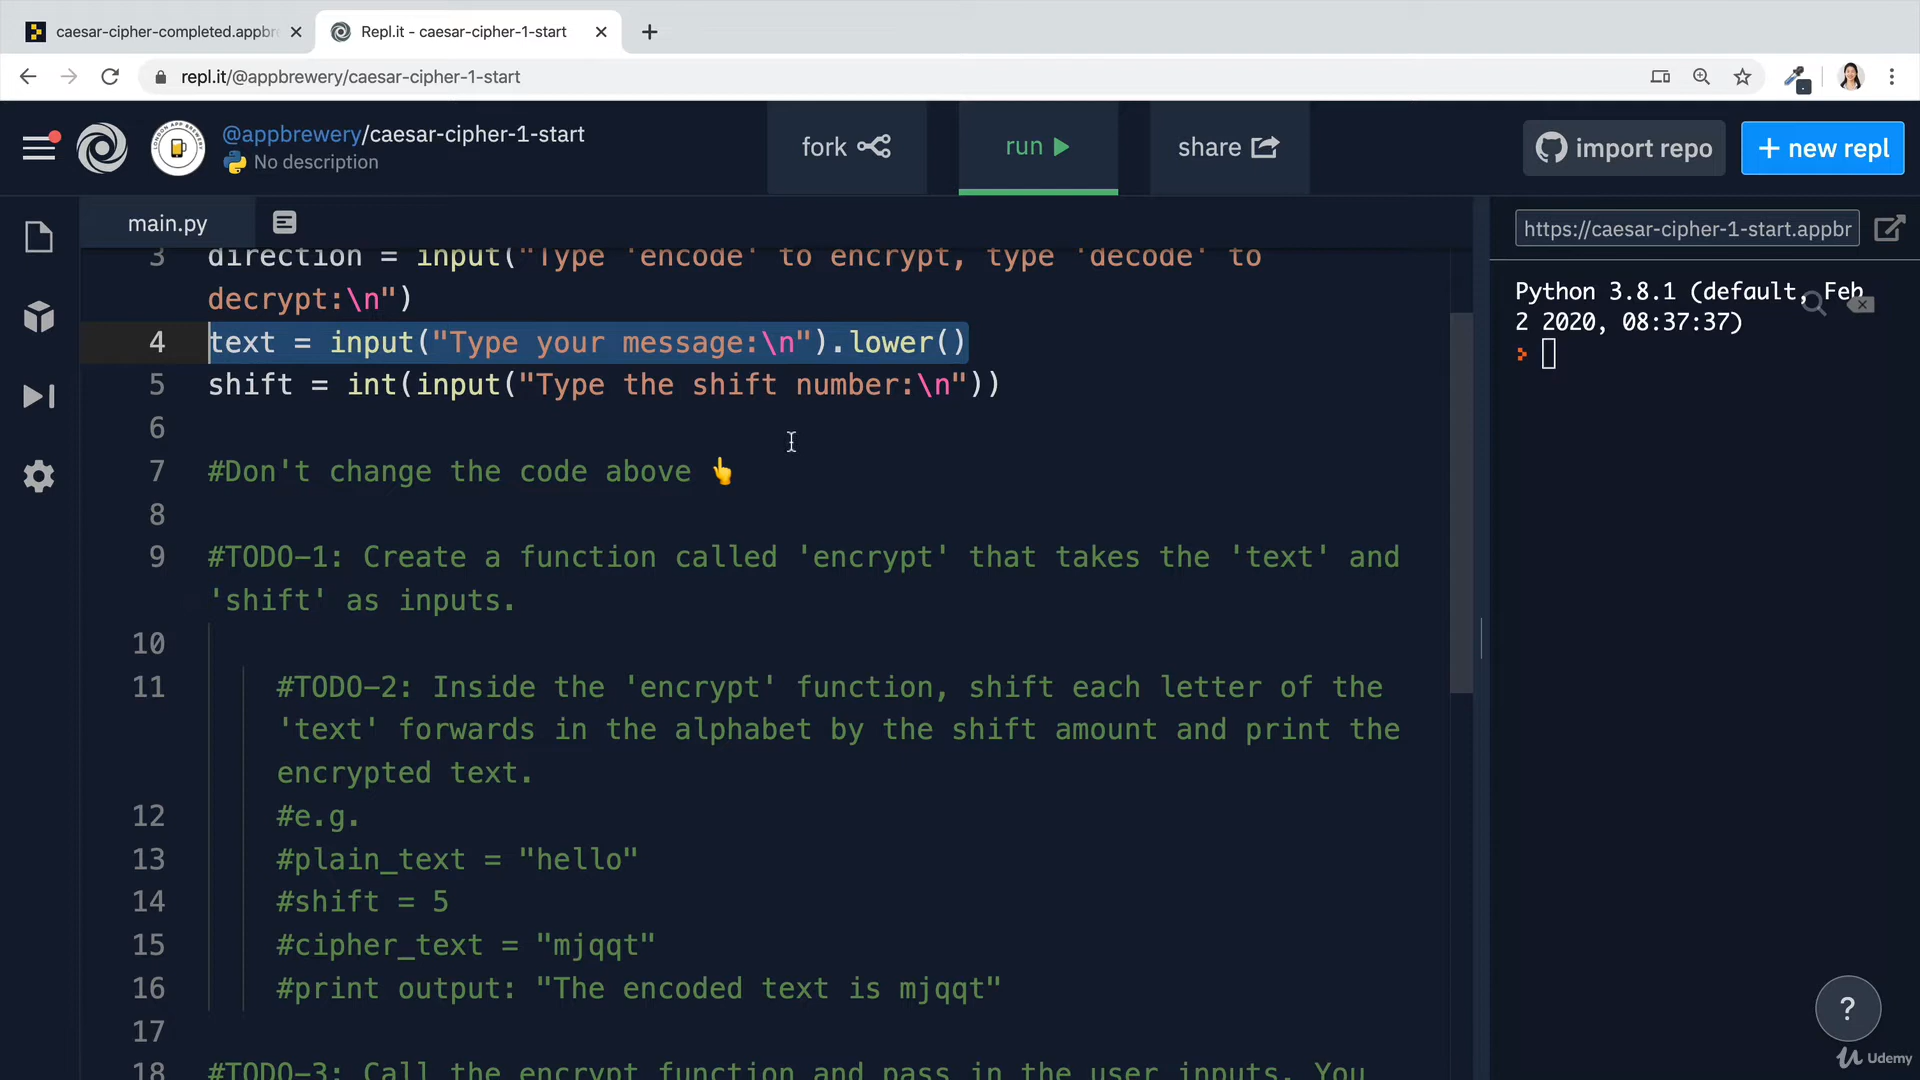 caesar-cipher-completed.appbr
Repl.it - caesar-cipher-1-start
repl.it/@appbrewery/caesar-cipher-1-start
@appbrewery/caesar-cipher-1-start
No description
fork
run
share
import repo
+ new repl
main.py
https://caesar-cipher-1-start.appbr
3 direction = input("Type 'encode' to encrypt, type 'decode' to
decrypt:\n")
4 text = input("Type your message:\n").lower()
5 shift = int(input("Type the shift number:\n"))
6
7 #Don't change the code above 👆
8
9 #TODO-1: Create a function called 'encrypt' that takes the 'text' and
'shift' as inputs.
10
11 #TODO-2: Inside the 'encrypt' function, shift each letter of the
'text' forwards in the alphabet by the shift amount and print the
encrypted text.
12 #e.g.
13 #plain_text = "hello"
14 #shift = 5
15 #cipher_text = "mjqqt"
16 #print output: "The encoded text is mjqqt"
17
18 #TODO-3: Call the encrypt function and pass in the user inputs. You
Python 3.8.1 (default, Feb
2 2020, 08:37:37)
?
Udemy